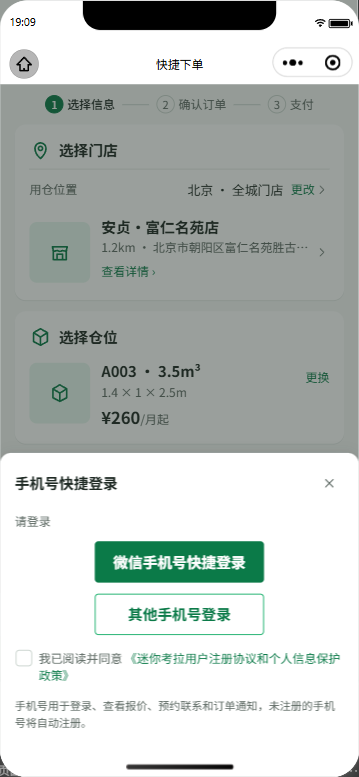 19:09
快捷下单
1 选择信息 2 确认订单 3 支付
选择门店
用仓位置 北京 · 全城门店 更改
安贞·富仁名苑店
1.2km · 北京市朝阳区富仁名苑胜古…
查看详情 ›
选择仓位
A003 · 3.5m³
1.4 × 1 × 2.5m
更换
¥260/月起
手机号快捷登录
请登录
微信手机号快捷登录
其他手机号登录
我已阅读并同意 《迷你考拉用户注册协议和个人信息保护
政策》
手机号用于登录、查看报价、预约联系和订单通知，未注册的手机
号将自动注册。